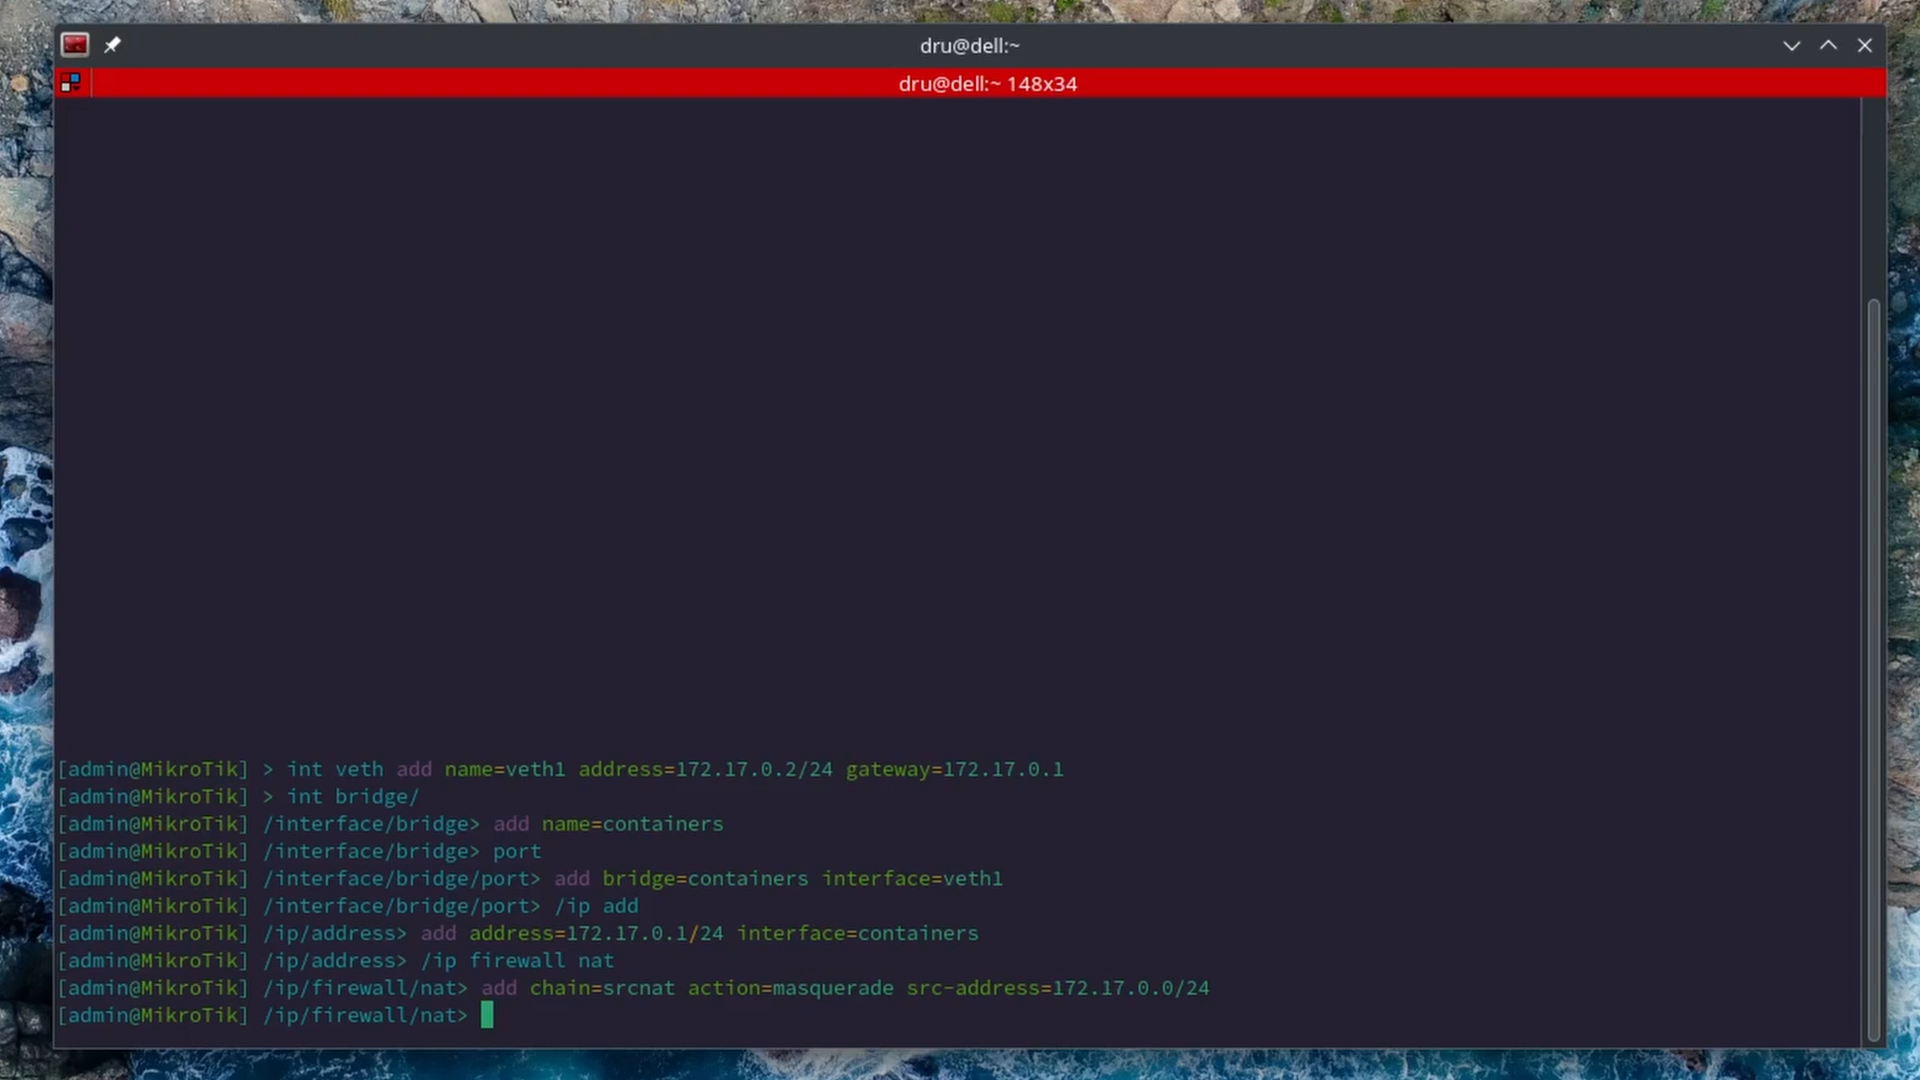 dru@dell:~
dru@dell:~ 148x34
[admin@MikroTik] > int veth add name=veth1 address=172.17.0.2/24 gateway=172.17.0.1
[admin@MikroTik] > int bridge/
[admin@MikroTik] /interface/bridge> add name=containers
[admin@MikroTik] /interface/bridge> port
[admin@MikroTik] /interface/bridge/port> add bridge=containers interface=veth1
[admin@MikroTik] /interface/bridge/port> /ip add
[admin@MikroTik] /ip/address> add address=172.17.0.1/24 interface=containers
[admin@MikroTik] /ip/address> /ip firewall nat
[admin@MikroTik] /ip/firewall/nat> add chain=srcnat action=masquerade src-address=172.17.0.0/24
[admin@MikroTik] /ip/firewall/nat>